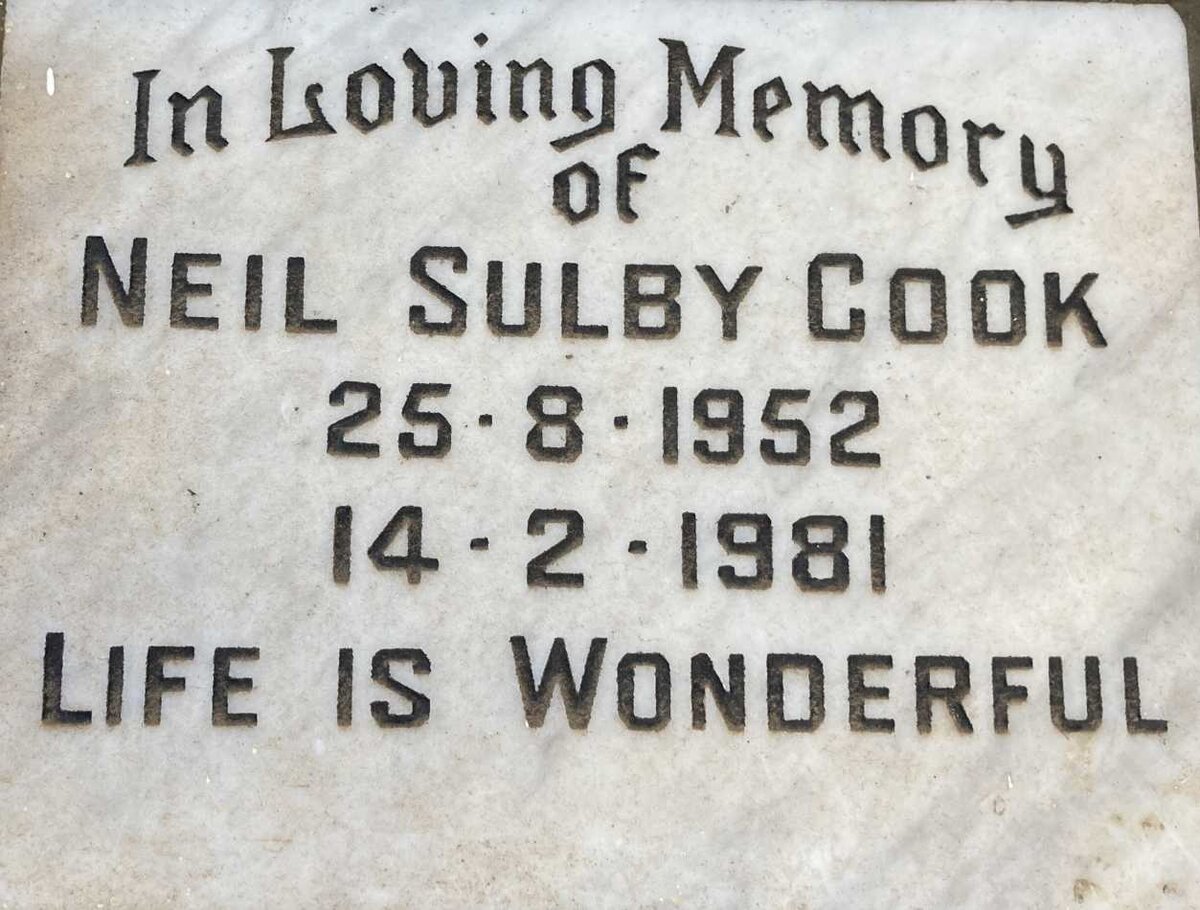 In Loving Memory
of
NEIL SULBY COOK
25·8·1952
14·2·1981
LIFE IS WONDERFUL